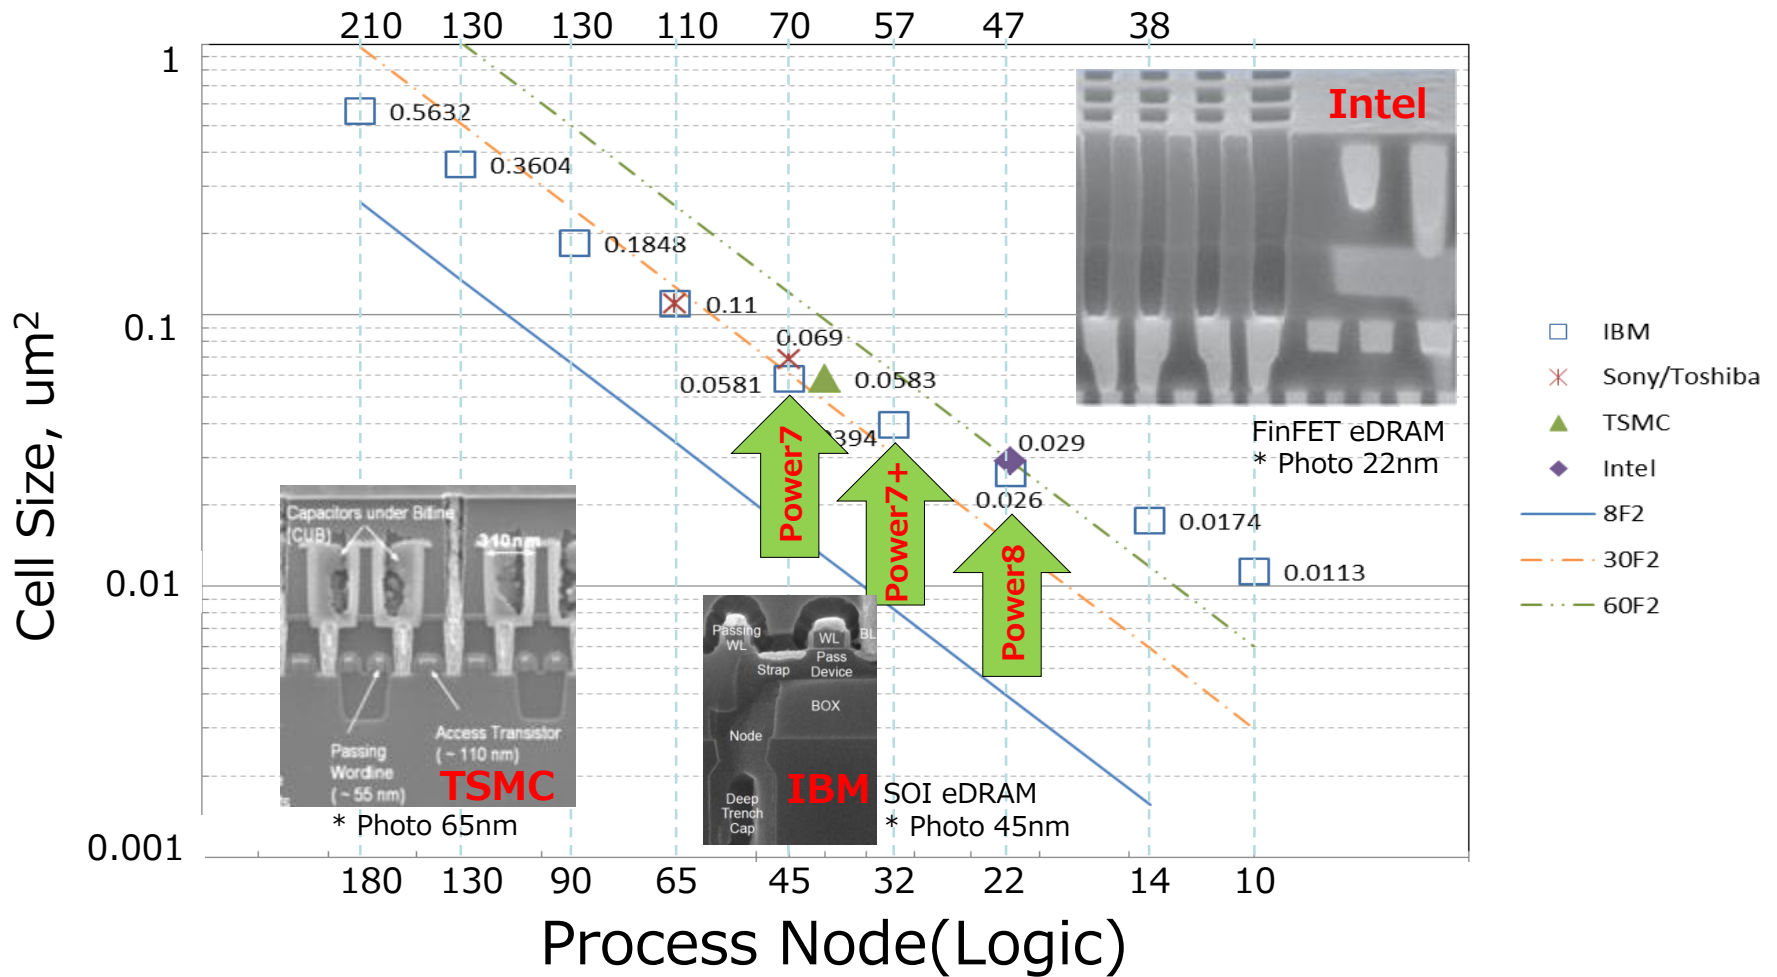 210 130 130 110 70 57 47 38
1
0.1
0.01
0.001
Cell Size, um²
180 130 90 65 45 32 22 14 10
Process Node(Logic)
0.5632
0.3604
0.1848
0.11
0.069
0.0581
0.0583
0.029
0.026
0.0174
0.0113
Power7
Power7+
Power8
Intel
FinFET eDRAM
* Photo 22nm
Capacitors under Bitline
(CUB)
310nm
Passing
Wordline
(~ 55 nm)
Access Transistor
(~ 110 nm)
TSMC
* Photo 65nm
Passing
WL
WL
BL
Strap
Pass
Device
BOX
Node
Deep
Trench
Cap
IBM
SOI eDRAM
* Photo 45nm
IBM
Sony/Toshiba
TSMC
Intel
8F2
30F2
60F2